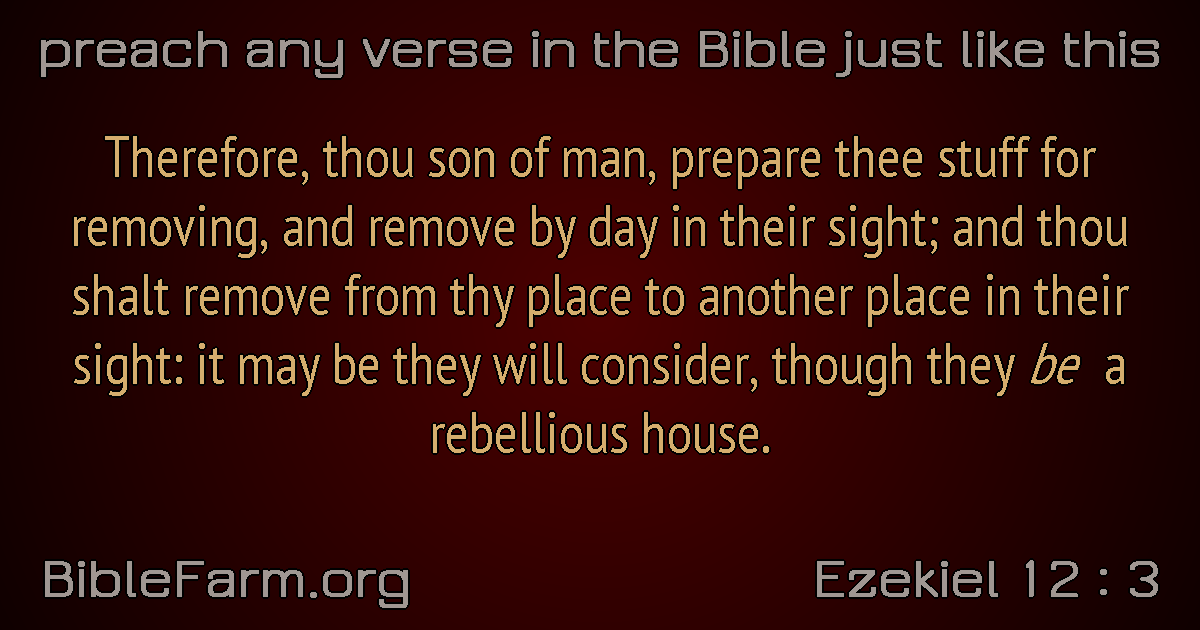 preach any verse in the Bible just like this
Therefore, thou son of man, prepare thee stuff for
removing, and remove by day in their sight; and thou
shalt remove from thy place to another place in their
sight: it may be they will consider, though they be a
rebellious house.
BibleFarm.org
Ezekiel 12 : 3